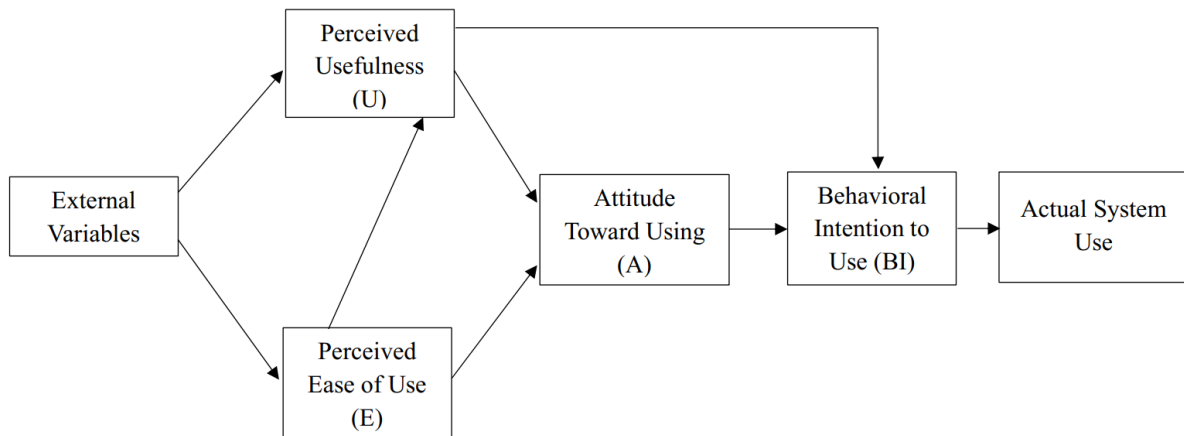 Perceived
Usefulness
(U)
External
Variables
Perceived
Ease of Use
(E)
Attitude
Toward Using
(A)
Behavioral
Intention to
Use (BI)
Actual System
Use